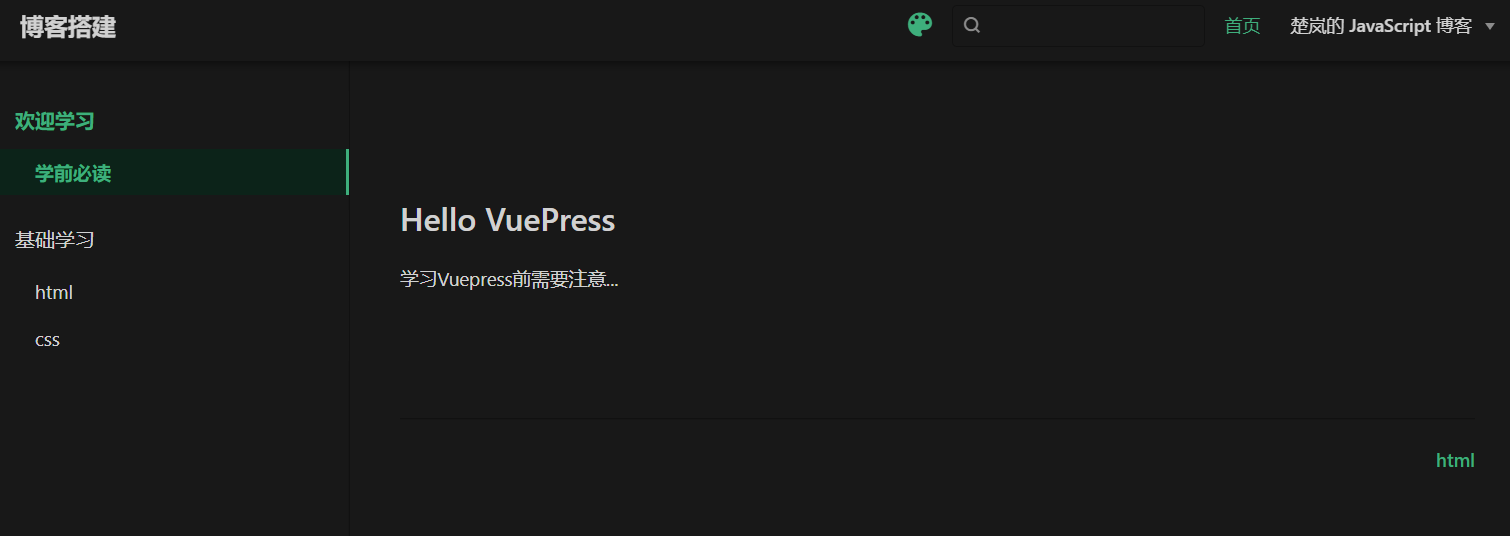 博客搭建
首页 楚岚的 JavaScript 博客
欢迎学习
学前必读
基础学习
html
css
Hello VuePress
学习Vuepress前需要注意...
html